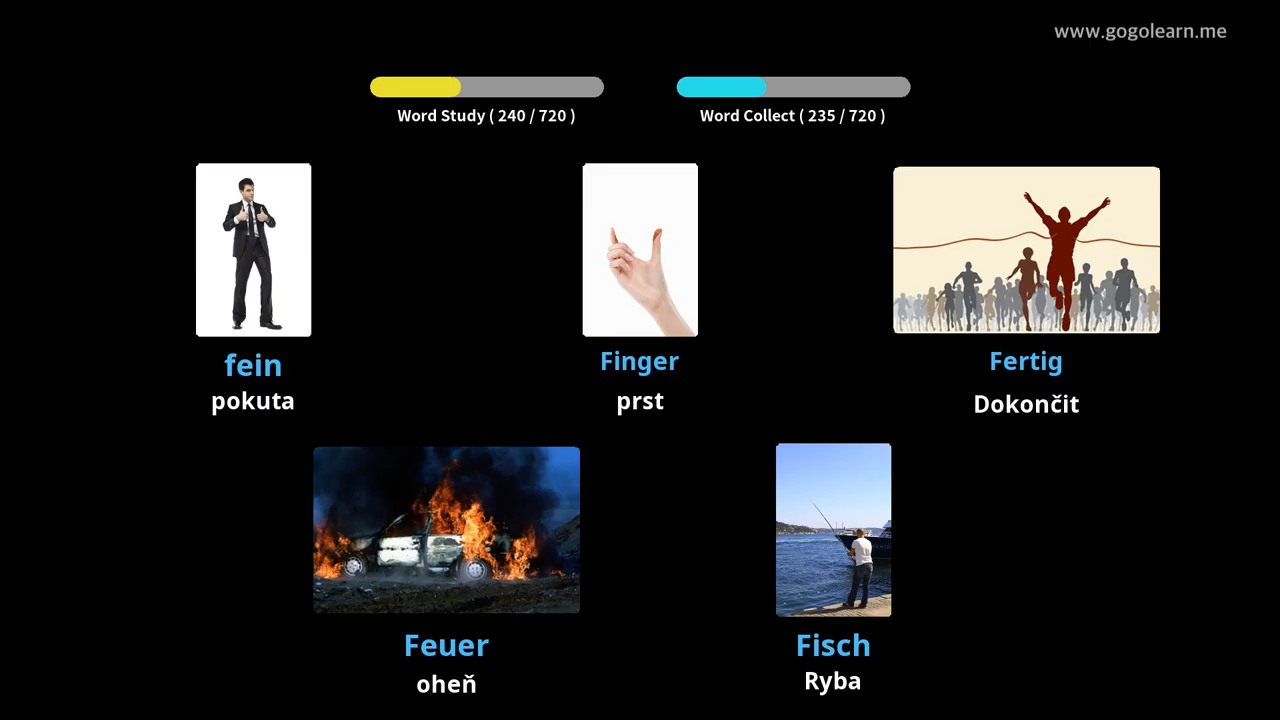 www.gogolearn.me
Word Study ( 240 / 720 )
Word Collect ( 235 / 720 )
fein
pokuta
Finger
prst
Fertig
Dokončit
Feuer
oheň
Fisch
Ryba